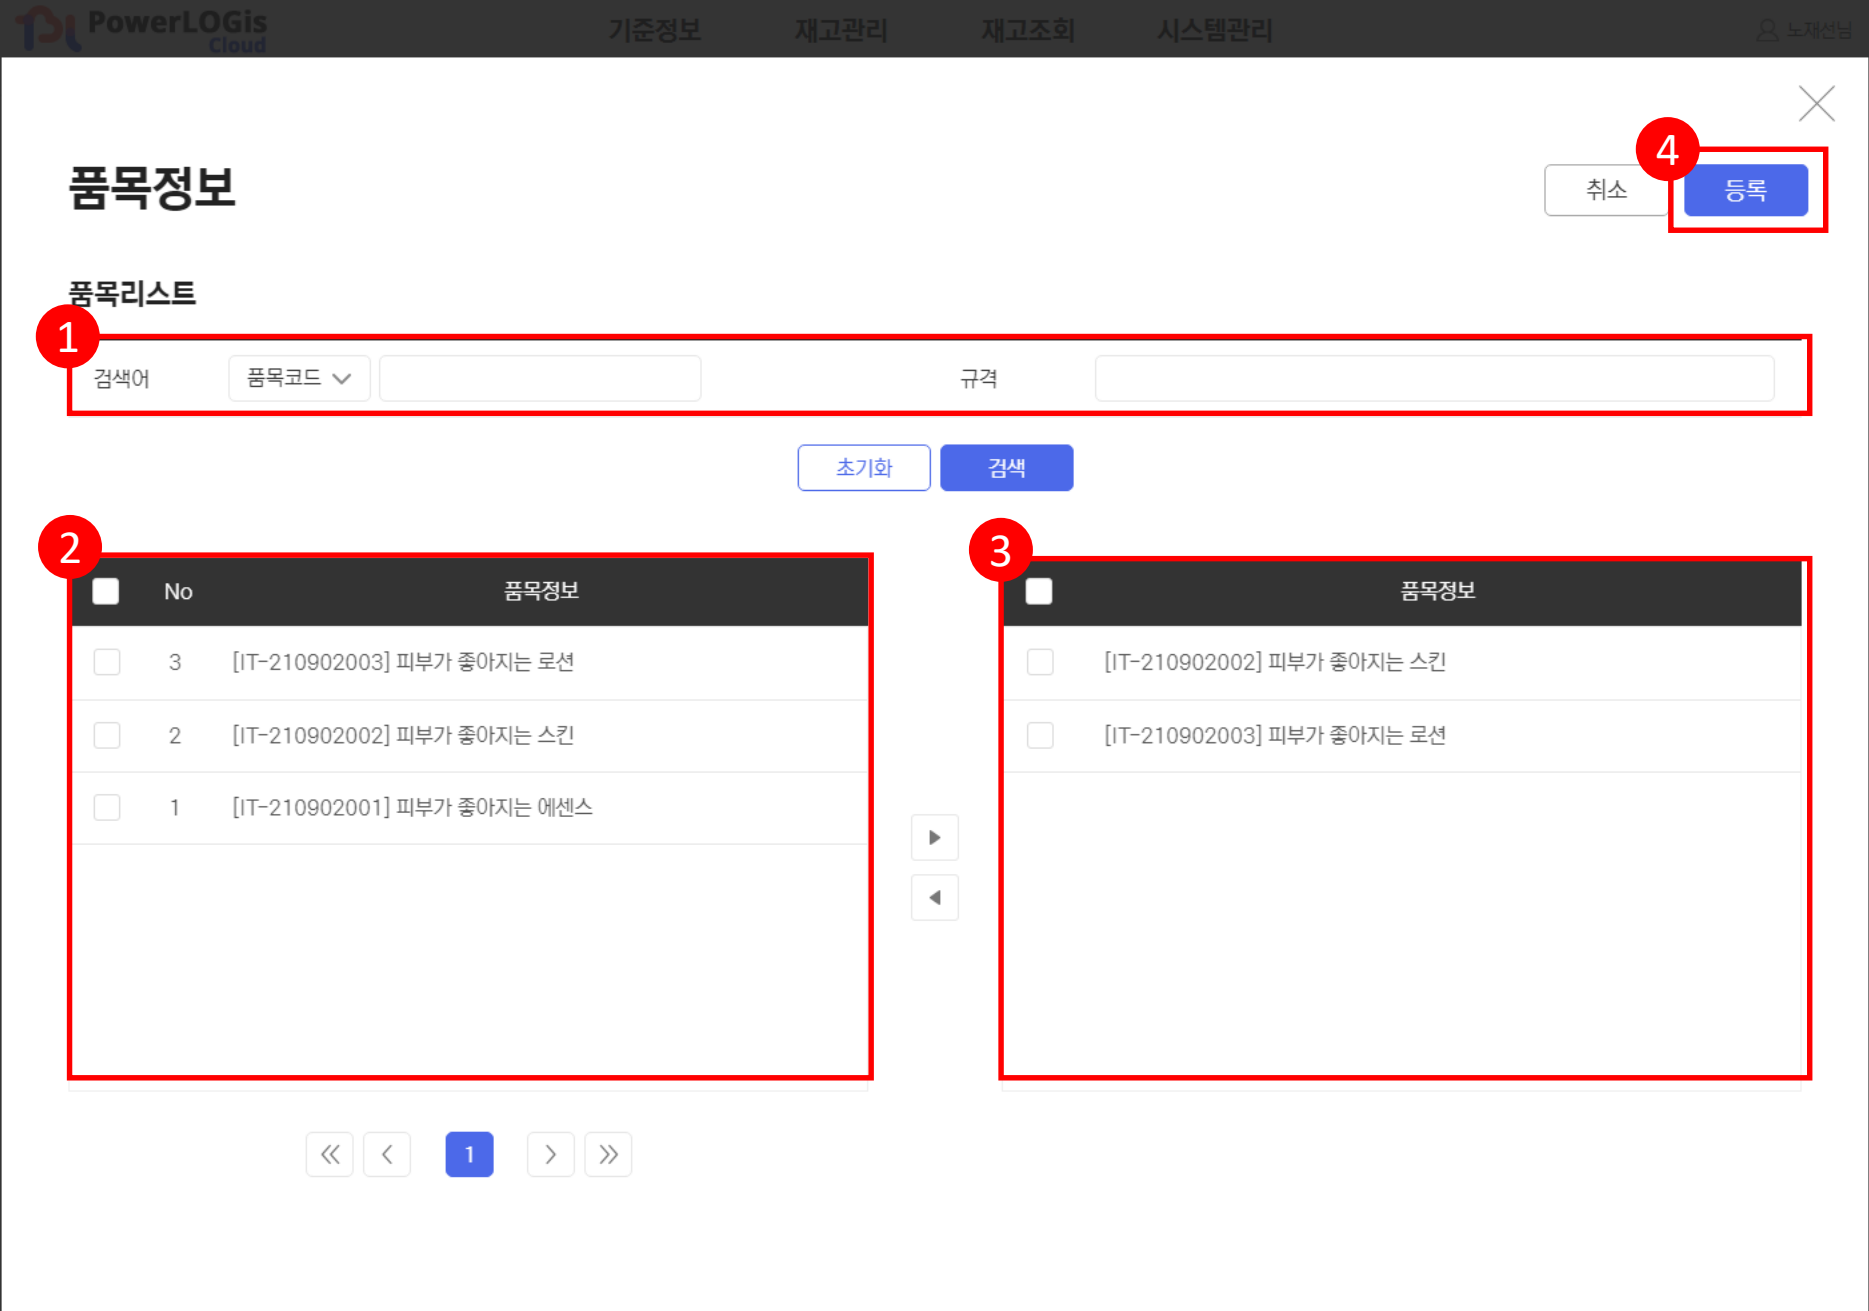 PowerLOGis
Cloud
기준정보 재고관리 재고조회 시스템관리 노재선님
4
품목정보 취소 등록
품목리스트
1
검색어 품목코드 규격
초기화 검색
2 3
No 품목정보 품목정보
3 [IT-210902003] 피부가 좋아지는 로션 [IT-210902002] 피부가 좋아지는 스킨
2 [IT-210902002] 피부가 좋아지는 스킨 [IT-210902003] 피부가 좋아지는 로션
1 [IT-210902001] 피부가 좋아지는 에센스
1